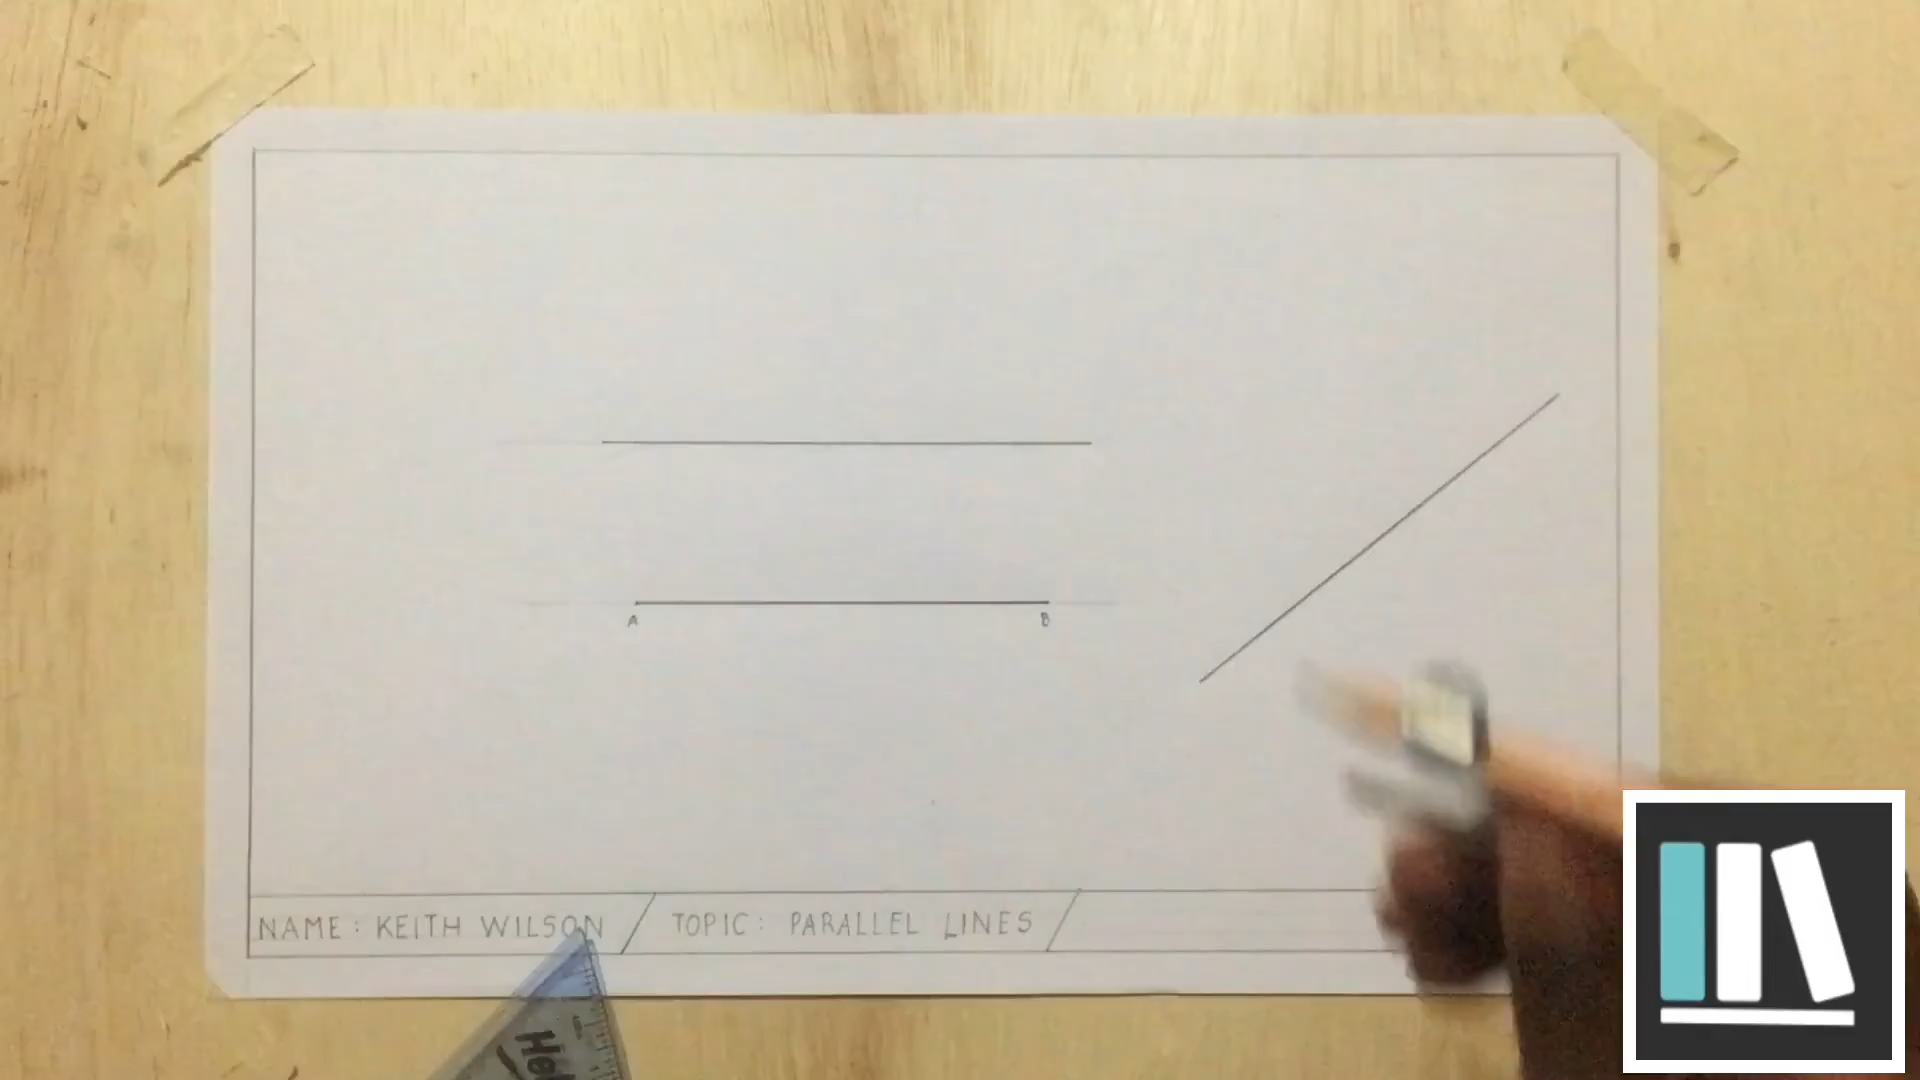 A B
NAME: KEITH WILSON / TOPIC: PARALLEL LINES /